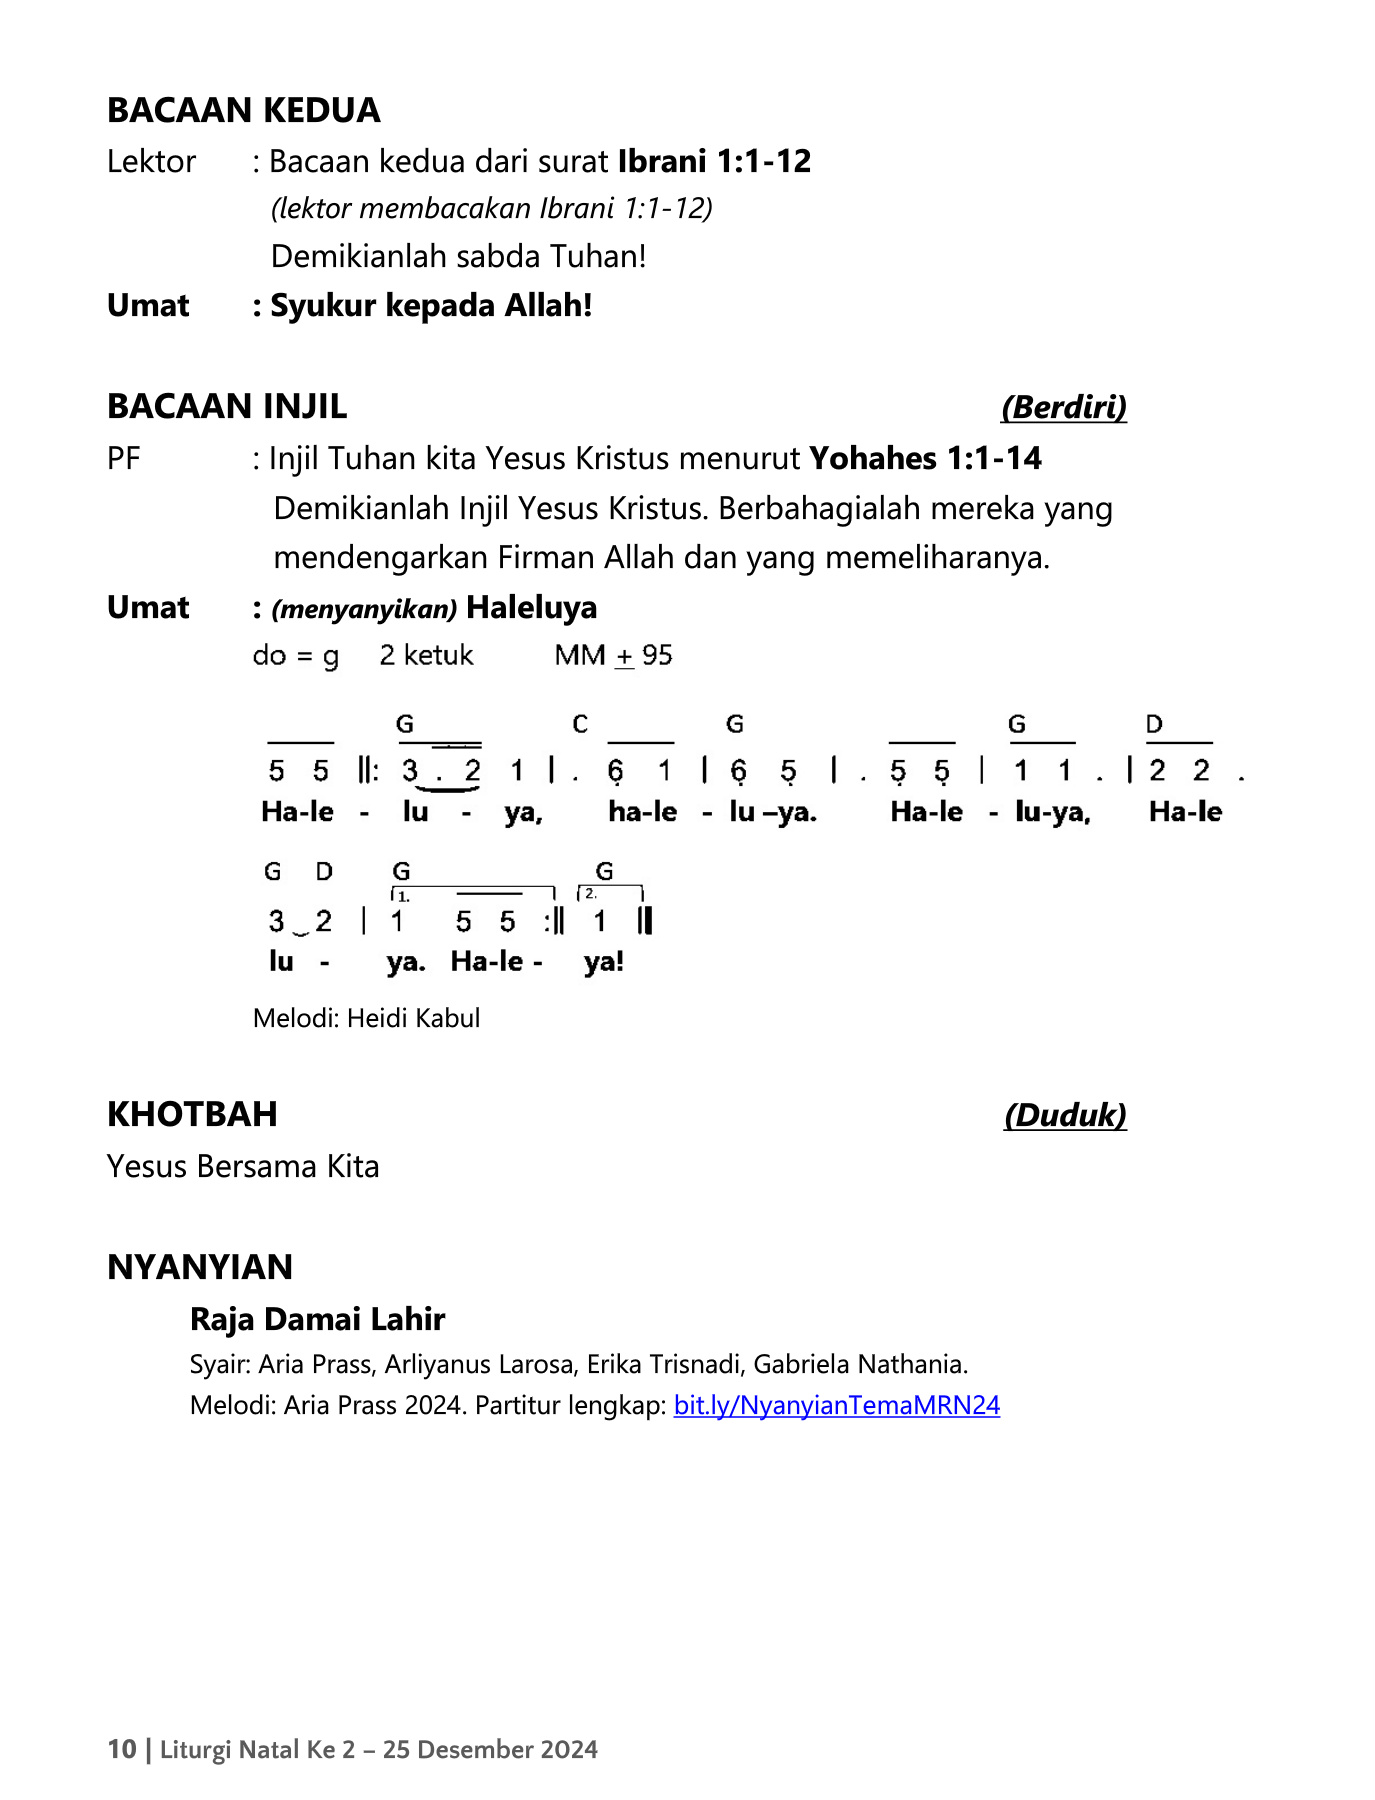 BACAAN KEDUA
Lektor : Bacaan kedua dari surat Ibrani 1:1-12
(lektor membacakan Ibrani 1:1-12)
Demikianlah sabda Tuhan!
Umat : Syukur kepada Allah!
BACAAN INJIL (Berdiri)
PF : Injil Tuhan kita Yesus Kristus menurut Yohahes 1:1-14
Demikianlah Injil Yesus Kristus. Berbahagialah mereka yang
mendengarkan Firman Allah dan yang memeliharanya.
Umat : (menyanyikan) Haleluya
do = g 2 ketuk MM ± 95
G C G G D
5 5 ‖: 3 . 2 1 | . 6̣ 1 | 6̣ 5̣ | . 5̣ 5̣ | 1 1 . | 2 2 .
Ha-le - lu - ya, ha-le - lu –ya. Ha-le - lu-ya, Ha-le
G D G G
1. 2.
3 2 | 1 5 5 :‖ 1 ‖
lu - ya. Ha-le - ya!
Melodi: Heidi Kabul
KHOTBAH (Duduk)
Yesus Bersama Kita
NYANYIAN
Raja Damai Lahir
Syair: Aria Prass, Arliyanus Larosa, Erika Trisnadi, Gabriela Nathania.
Melodi: Aria Prass 2024. Partitur lengkap: bit.ly/NyanyianTemaMRN24
10 | Liturgi Natal Ke 2 – 25 Desember 2024